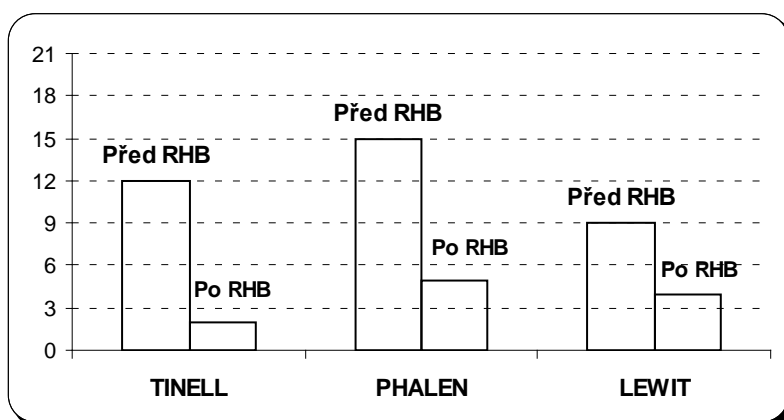 21
18
15
12
9
6
3
0
Před RHB
Po RHB
Před RHB
Po RHB
Před RHB
Po RHB
TINELL
PHALEN
LEWIT